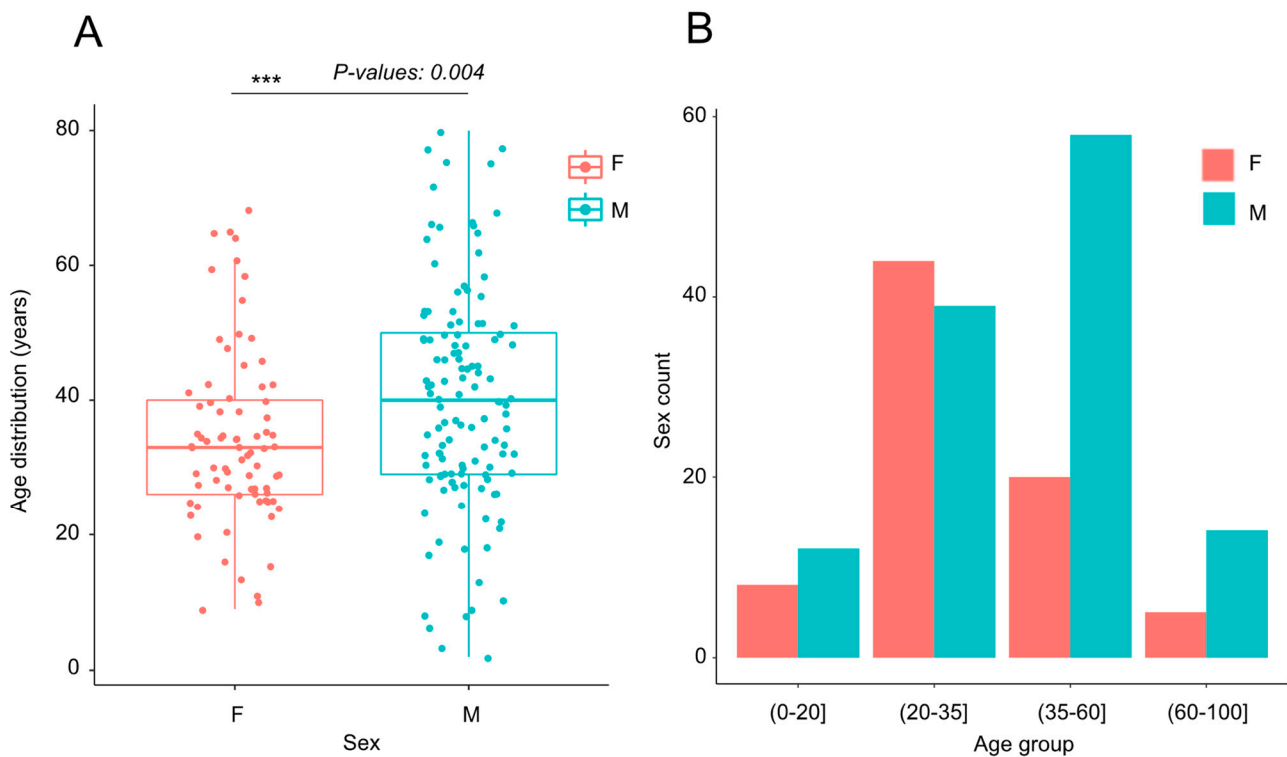 A
*** P-values: 0.004
80
60
40
20
0
Age distribution (years)
F
M
F
M
Sex
B
60
40
20
0
Sex count
F
M
(0-20]
(20-35]
(35-60]
(60-100]
Age group